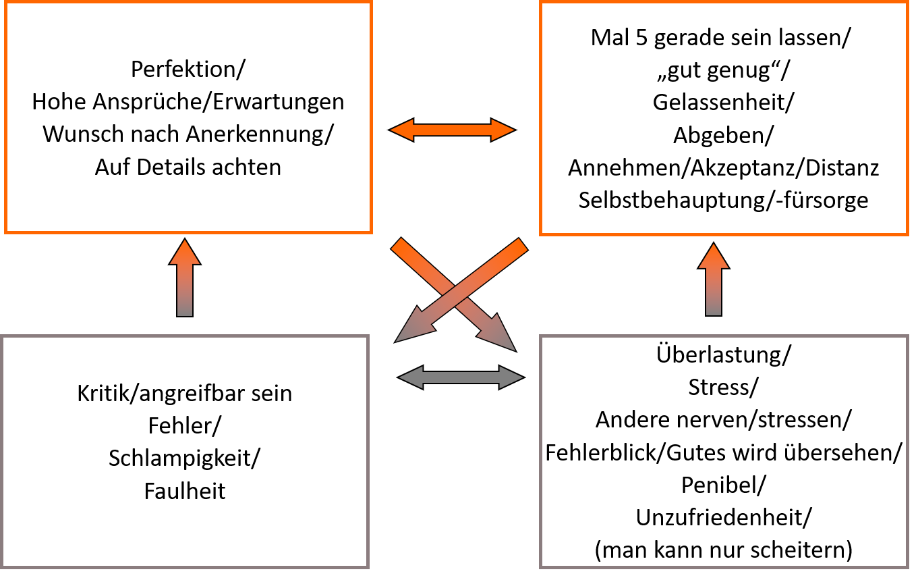 Perfektion/
Hohe Ansprüche/Erwartungen
Wunsch nach Anerkennung/
Auf Details achten
Mal 5 gerade sein lassen/
„gut genug“/
Gelassenheit/
Abgeben/
Annehmen/Akzeptanz/Distanz
Selbstbehauptung/-fürsorge
Kritik/angreifbar sein
Fehler/
Schlampigkeit/
Faulheit
Überlastung/
Stress/
Andere nerven/stressen/
Fehlerblick/Gutes wird übersehen/
Penibel/
Unzufriedenheit/
(man kann nur scheitern)